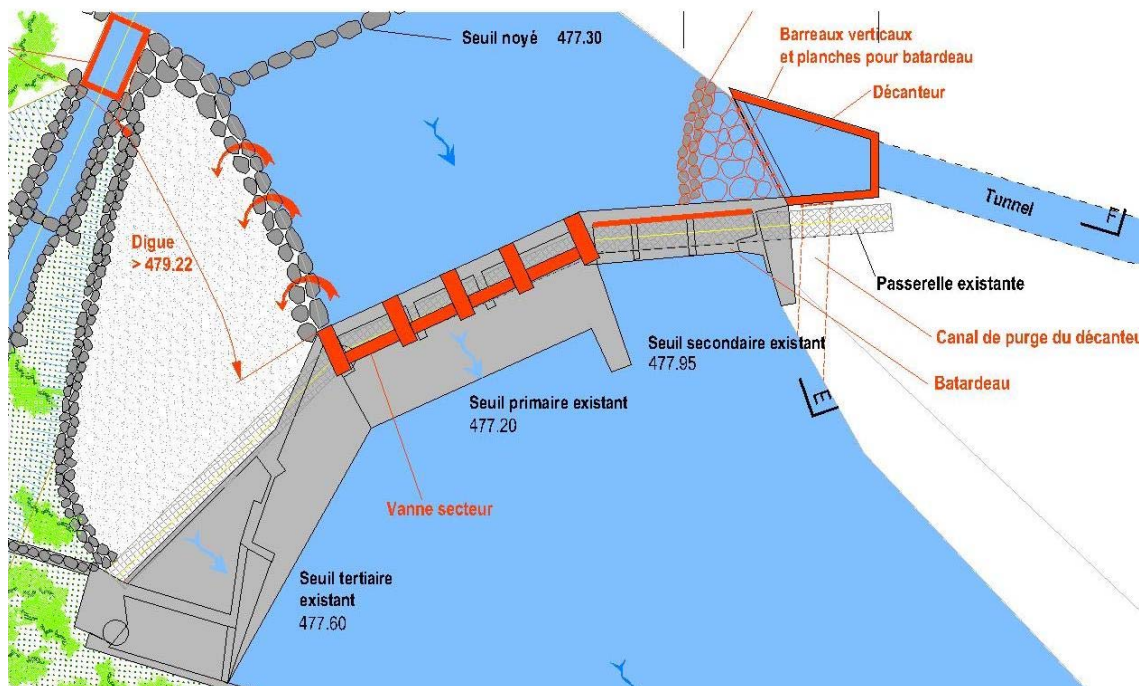 Seuil noyé 477.30
Barreaux verticaux
et planches pour batardeau
Décanteur
Tunnel
F
Digue
> 479.22
Passerelle existante
Seuil secondaire existant
477.95
Canal de purge du décanteu
Batardeau
E
Seuil primaire existant
477.20
Vanne secteur
Seuil tertiaire
existant
477.60